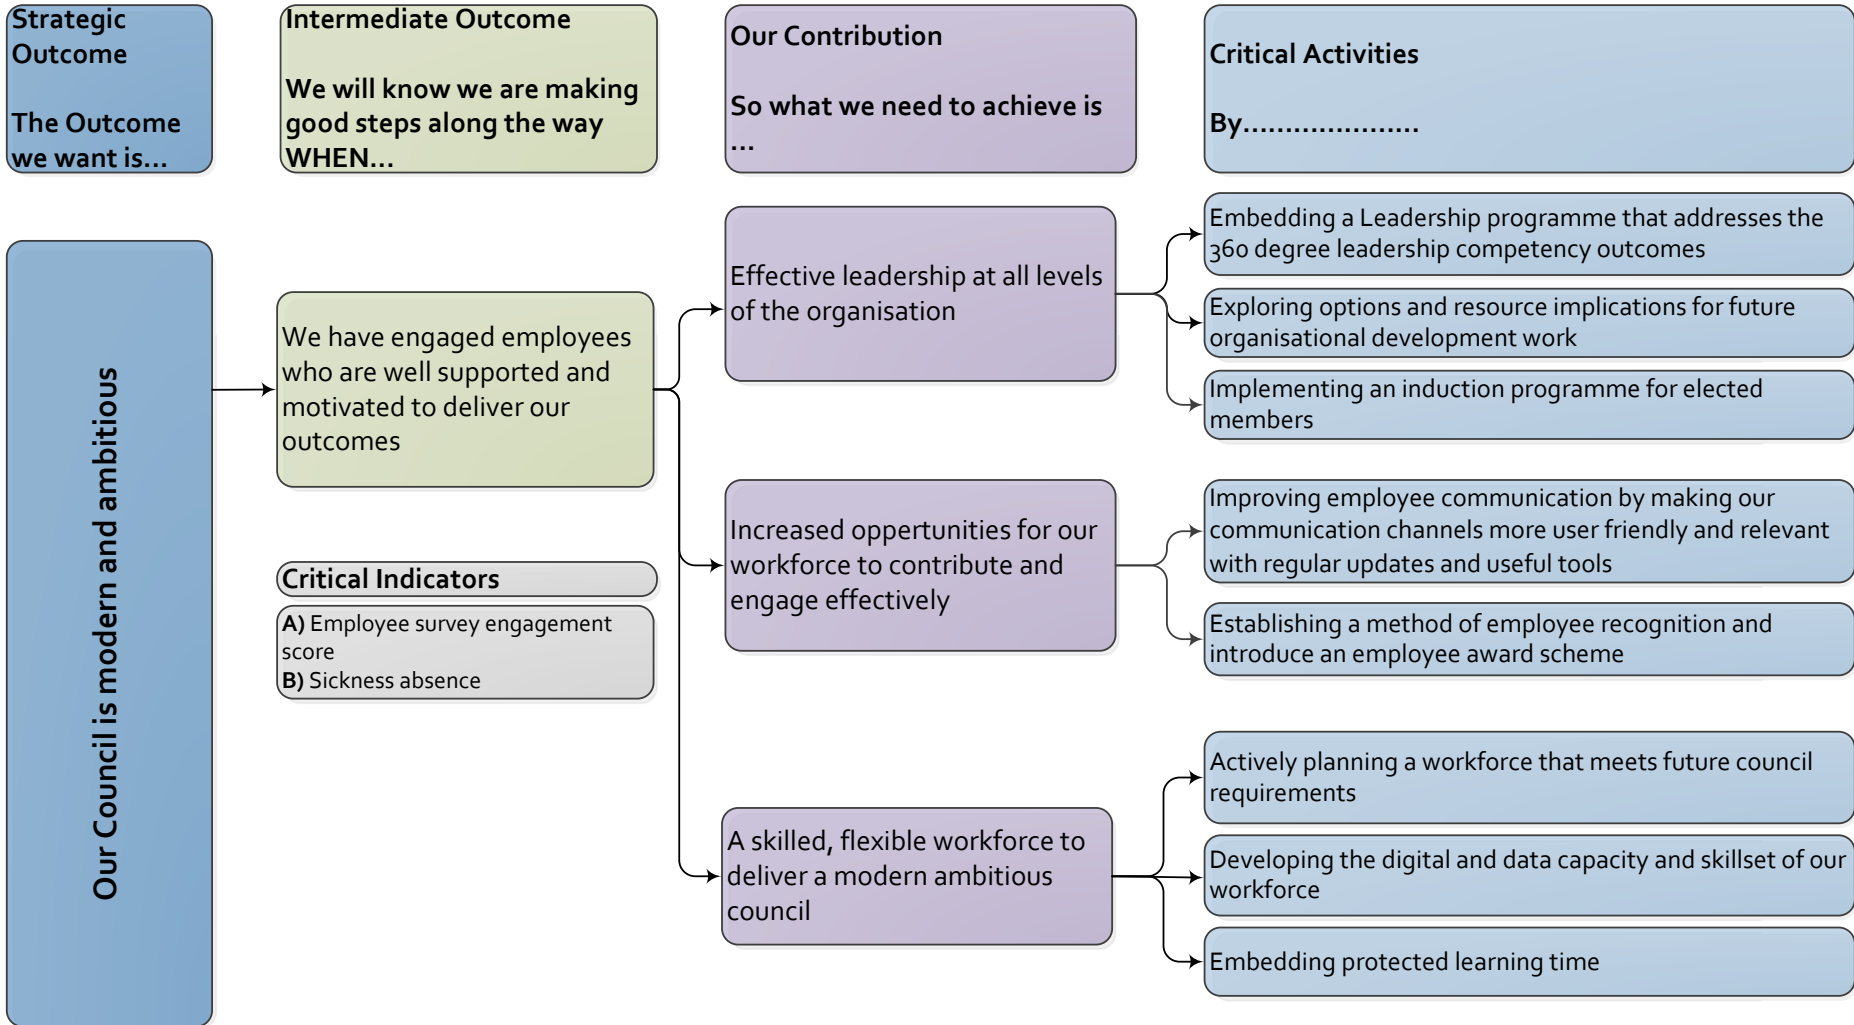 Strategic
Outcome
The Outcome
we want is...
Intermediate Outcome
We will know we are making
good steps along the way
WHEN...
Our Contribution
So what we need to achieve is
...
Critical Activities
By.....................
Our Council is modern and ambitious
We have engaged employees
who are well supported and
motivated to deliver our
outcomes
Critical Indicators
A) Employee survey engagement
score
B) Sickness absence
Effective leadership at all levels
of the organisation
Increased oppertunities for our
workforce to contribute and
engage effectively
A skilled, flexible workforce to
deliver a modern ambitious
council
Embedding a Leadership programme that addresses the
360 degree leadership competency outcomes
Exploring options and resource implications for future
organisational development work
Implementing an induction programme for elected
members
Improving employee communication by making our
communication channels more user friendly and relevant
with regular updates and useful tools
Establishing a method of employee recognition and
introduce an employee award scheme
Actively planning a workforce that meets future council
requirements
Developing the digital and data capacity and skillset of our
workforce
Embedding protected learning time